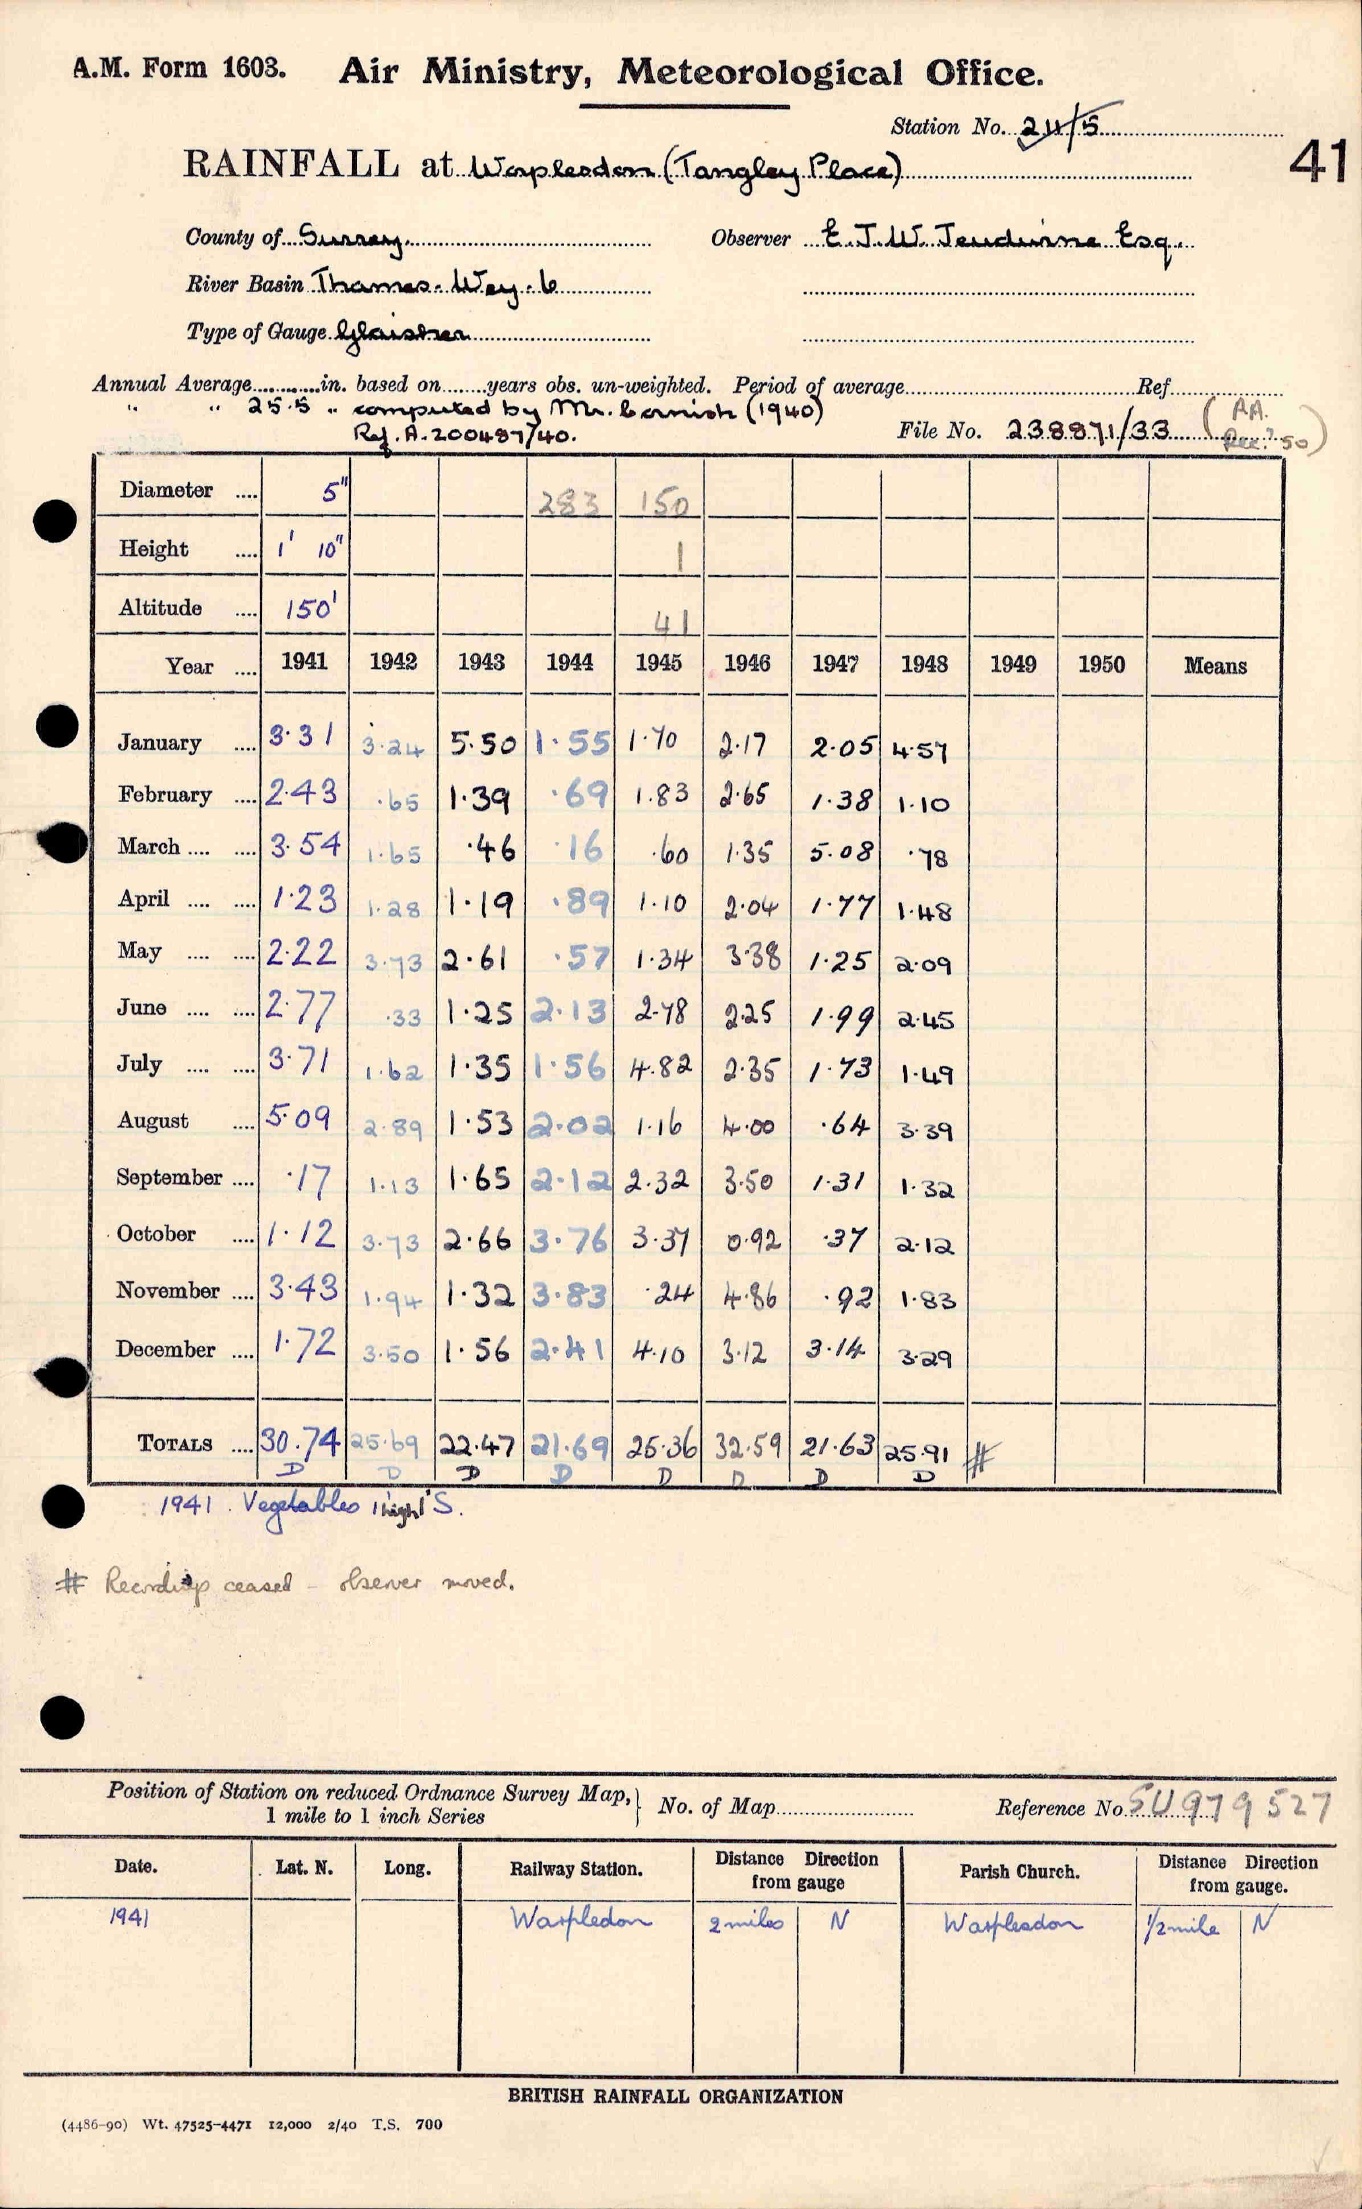 A.M. Form 1603. Air Ministry, Meteorological Office.
Station No. 24/5
41
RAINFALL at Worplesdon (Tangley Place)
County of Surrey. Observer E. J. W. Jeudwine Esq.
River Basin Thames. Wey. 6
Type of Gauge Glaisher
Annual Average............in. based on........years obs. un-weighted. Period of average........ Ref........
" " 25.5 " computed by Mr. Cornish (1940)
Ref. A. 200487/40. File No. 238871/33 (AA. Rec. 50)
Diameter .... 5" 283 150
Height .... 1' 10" 1
Altitude .... 150' 41
Year .... 1941 1942 1943 1944 1945 1946 1947 1948 1949 1950 Means
January .... 3.31 3.24 5.50 1.55 1.70 2.17 2.05 4.57
February .... 2.43 .65 1.39 .69 1.83 2.65 1.38 1.10
March .... .... 3.54 1.65 .46 .16 .60 1.35 5.08 .78
April .... .... 1.23 1.28 1.19 .89 1.10 2.04 1.77 1.48
May .... .... 2.22 3.73 2.61 .57 1.34 3.38 1.25 2.09
June .... .... 2.77 .33 1.25 2.13 2.78 2.25 1.99 2.45
July .... .... 3.71 1.62 1.35 1.56 4.82 2.35 1.73 1.49
August .... 5.09 2.89 1.53 2.02 1.16 4.00 .64 3.39
September .... .17 1.13 1.65 2.12 2.32 3.50 1.31 1.32
October .... 1.12 3.73 2.66 3.76 3.37 0.92 .37 2.12
November .... 3.43 1.94 1.32 3.83 .24 4.86 .92 1.83
December .... 1.72 3.50 1.56 2.41 4.10 3.12 3.14 3.29
TOTALS .... 30.74 25.69 22.47 21.69 25.36 32.59 21.63 25.91 #
D D D D D D D D
1941. Vegetables 1' high 1' S.
# Recording ceased - observer moved.
Position of Station on reduced Ordnance Survey Map, } No. of Map........ Reference No. SU 979 527
1 mile to 1 inch Series
Date. Lat. N. Long. Railway Station. Distance Direction from gauge Parish Church. Distance Direction from gauge.
1941 Worplesdon 2 miles N Worplesdon 1/2 mile N
BRITISH RAINFALL ORGANIZATION
(4486-90) Wt. 47525-4471 12,000 2/40 T.S. 700